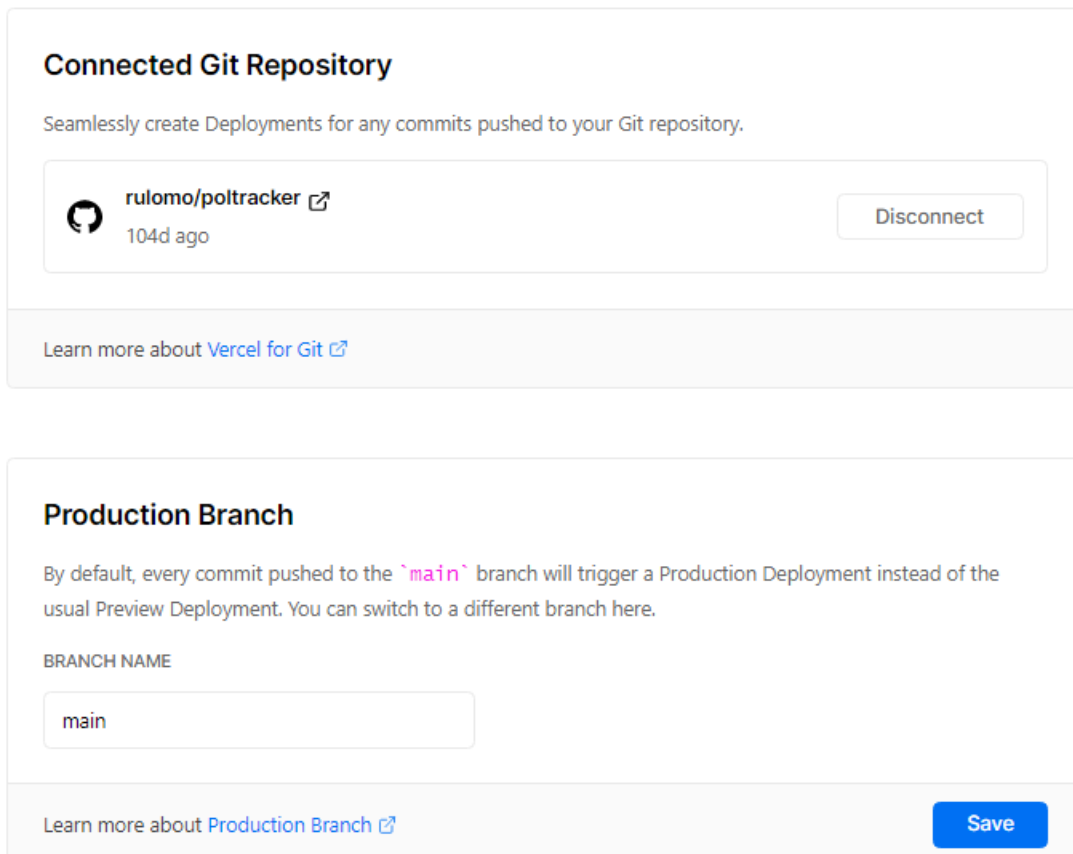 Connected Git Repository
Seamlessly create Deployments for any commits pushed to your Git repository.
rulomo/poltracker
104d ago
Disconnect
Learn more about Vercel for Git
Production Branch
By default, every commit pushed to the `main` branch will trigger a Production Deployment instead of the
usual Preview Deployment. You can switch to a different branch here.
BRANCH NAME
main
Learn more about Production Branch
Save